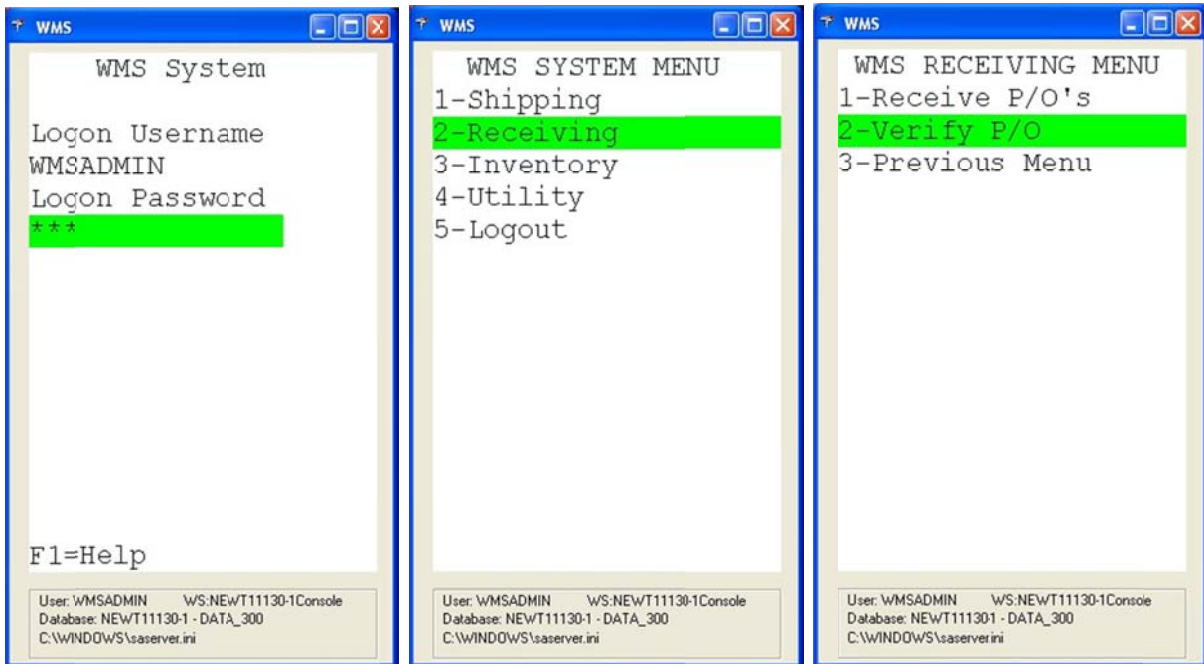 WMS
WMS System
Logon Username
WMSADMIN
Logon Password
***
F1=Help
User: WMSADMIN WS:NEWT11130-1Console
Database: NEWT11130-1 - DATA_300
C:\WINDOWS\saserver.ini
WMS
WMS SYSTEM MENU
1-Shipping
2-Receiving
3-Inventory
4-Utility
5-Logout
User: WMSADMIN WS:NEWT11130-1Console
Database: NEWT11130-1 - DATA_300
C:\WINDOWS\saserver.ini
WMS
WMS RECEIVING MENU
1-Receive P/O's
2-Verify P/O
3-Previous Menu
User: WMSADMIN WS:NEWT11130-1Console
Database: NEWT11130-1 - DATA_300
C:\WINDOWS\saserver.ini